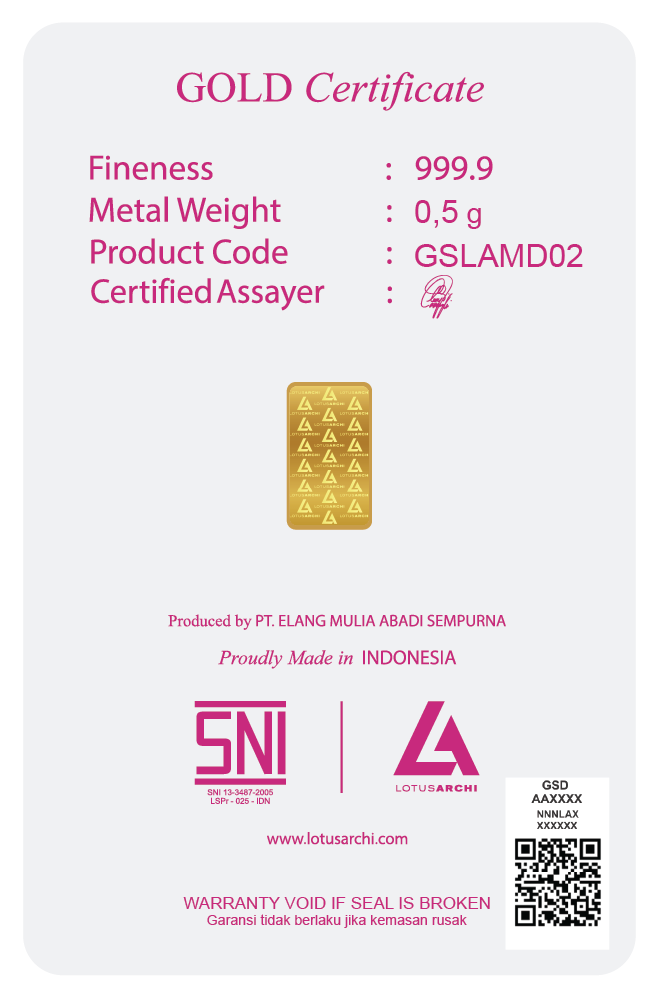 GOLD Certificate
Fineness : 999.9
Metal Weight : 0,5 g
Product Code : GSLAMD02
Certified Assayer :
Produced by PT. ELANG MULIA ABADI SEMPURNA
Proudly Made in INDONESIA
SNI
SNI 13-3487-2005
LSPr - 025 - IDN
LOTUSARCHI
GSD
AAXXXX
NNNLAX
XXXXXX
www.lotusarchi.com
WARRANTY VOID IF SEAL IS BROKEN
Garansi tidak berlaku jika kemasan rusak